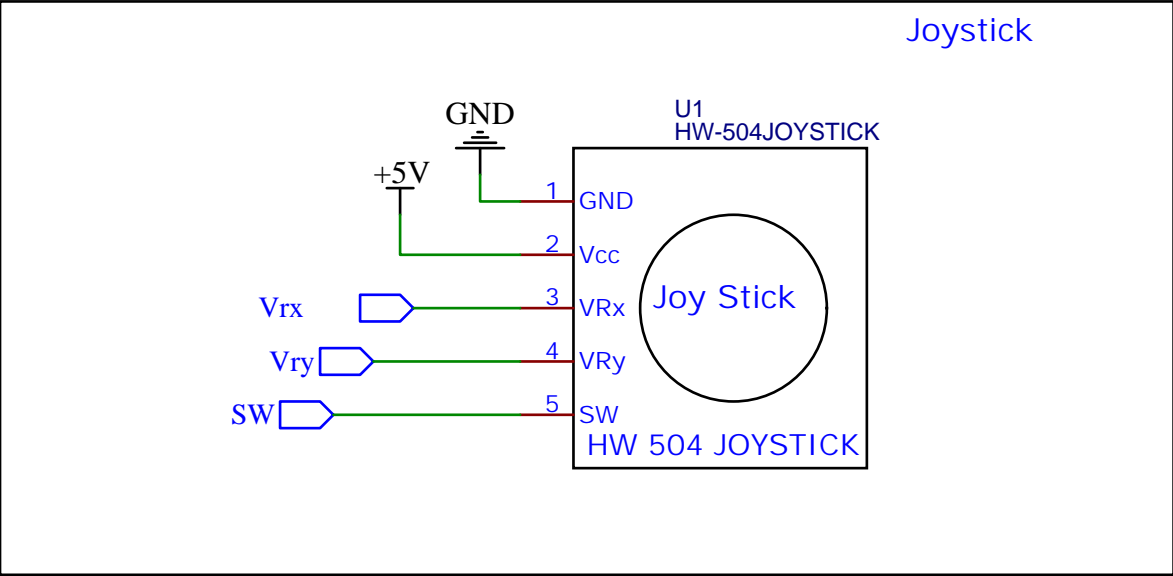 Joystick
U1
HW-504JOYSTICK
GND
+5V
1 GND
2 Vcc
Vrx 3 VRx
Joy Stick
Vry 4 VRy
SW 5 SW
HW 504 JOYSTICK